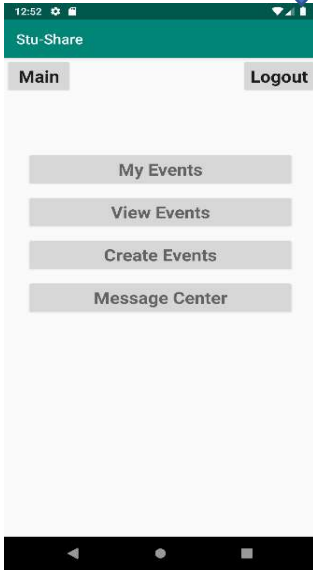 12:52
Stu-Share
Main Logout
My Events
View Events
Create Events
Message Center